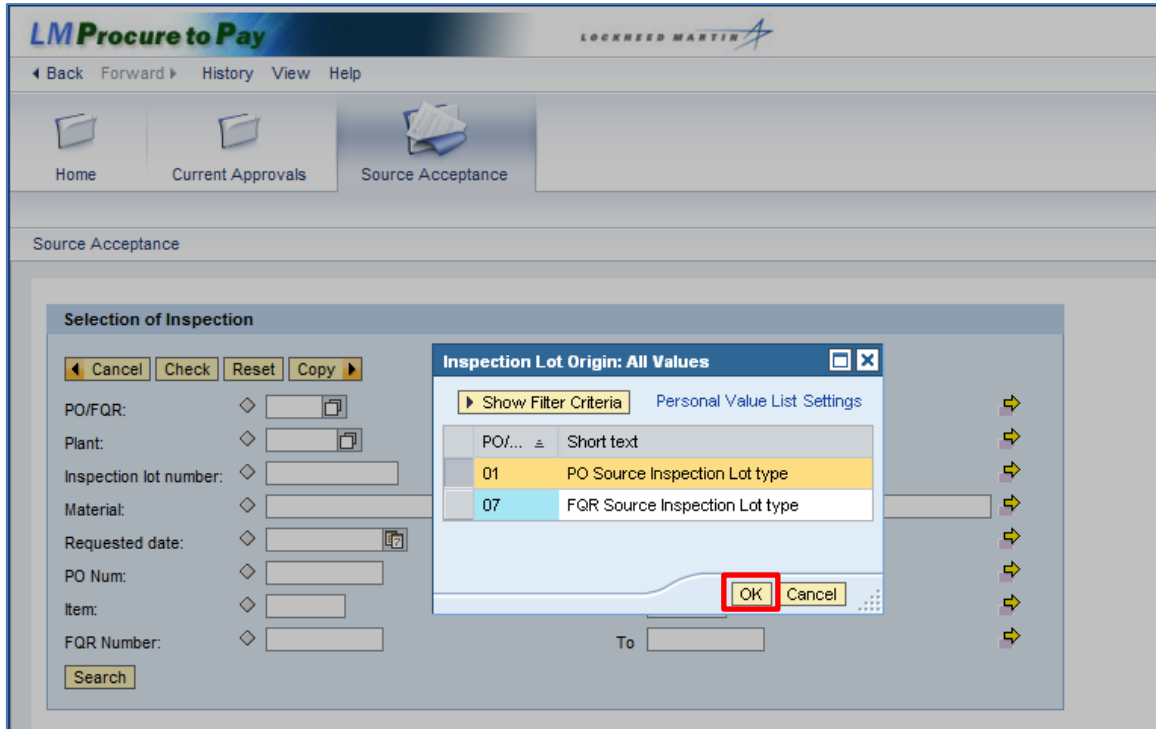 LM Procure to Pay LOCKHEED MARTIN
Back Forward History View Help
Home Current Approvals Source Acceptance
Source Acceptance
Selection of Inspection
Cancel Check Reset Copy
PO/FQR:
Plant:
Inspection lot number:
Material:
Requested date:
PO Num:
Item:
FQR Number: To
Search
Inspection Lot Origin: All Values
Show Filter Criteria Personal Value List Settings
PO/... Short text
01 PO Source Inspection Lot type
07 FQR Source Inspection Lot type
OK Cancel